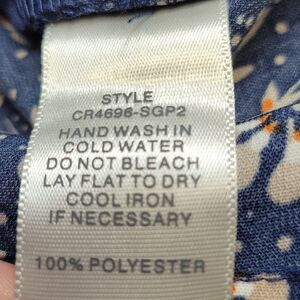 STYLE
CR4696-SGP2
HAND WASH IN
COLD WATER
DO NOT BLEACH
LAY FLAT TO DRY
COOL IRON
IF NECESSARY
100% POLYESTER